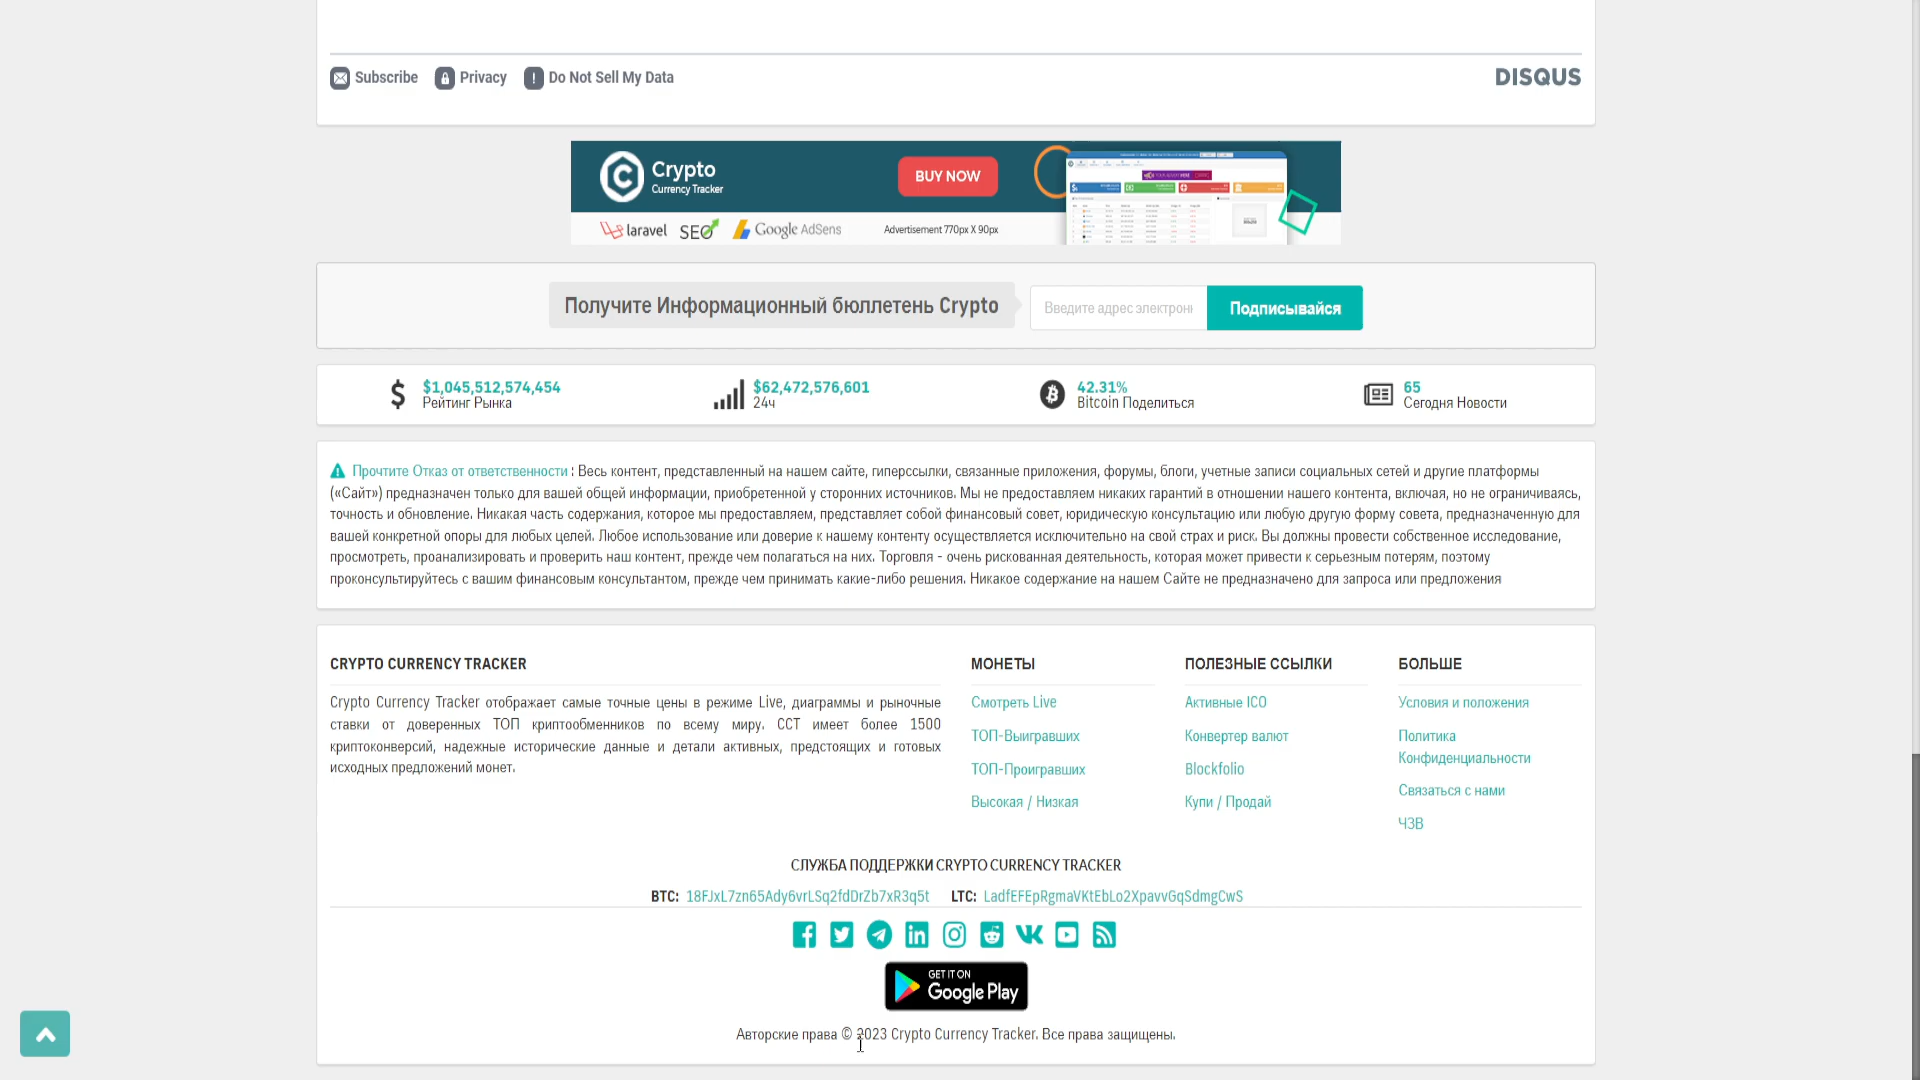 Subscribe Privacy Do Not Sell My Data DISQUS
Crypto
Currency Tracker
BUY NOW
laravel SEO Google AdSens Advertisement 770px X 90px
Получите Информационный бюллетень Crypto
Введите адрес электрон
Подписывайся
$1,045,512,574,454
Рейтинг Рынка
$62,472,576,601
24ч
42.31%
Bitcoin Поделиться
65
Сегодня Новости
Прочтите Отказ от ответственности : Весь контент, представленный на нашем сайте, гиперссылки, связанные приложения, форумы, блоги, учетные записи социальных сетей и другие платформы
(«Сайт») предназначен только для вашей общей информации, приобретенной у сторонних источников. Мы не предоставляем никаких гарантий в отношении нашего контента, включая, но не ограничиваясь,
точность и обновление. Никакая часть содержания, которое мы предоставляем, представляет собой финансовый совет, юридическую консультацию или любую другую форму совета, предназначенную для
вашей конкретной опоры для любых целей. Любое использование или доверие к нашему контенту осуществляется исключительно на свой страх и риск. Вы должны провести собственное исследование,
просмотреть, проанализировать и проверить наш контент, прежде чем полагаться на них. Торговля - очень рискованная деятельность, которая может привести к серьезным потерям, поэтому
проконсультируйтесь с вашим финансовым консультантом, прежде чем принимать какие-либо решения. Никакое содержание на нашем Сайте не предназначено для запроса или предложения
CRYPTO CURRENCY TRACKER
Crypto Currency Tracker отображает самые точные цены в режиме Live, диаграммы и рыночные
ставки от доверенных ТОП криптообменников по всему миру. CCT имеет более 1500
криптоконверсий, надежные исторические данные и детали активных, предстоящих и готовых
исходных предложений монет.
МОНЕТЫ
Смотреть Live
ТОП-Выигравших
ТОП-Проигравших
Высокая / Низкая
ПОЛЕЗНЫЕ ССЫЛКИ
Активные ICO
Конвертер валют
Blockfolio
Купи / Продай
БОЛЬШЕ
Условия и положения
Политика
Конфиденциальности
Связаться с нами
ЧЗВ
СЛУЖБА ПОДДЕРЖКИ CRYPTO CURRENCY TRACKER
BTC: 18FJxL7zn65Ady6vrLSq2fdDrZb7xR3q5t LTC: LadfEFEpRgmaVKtEbLo2XpavvGqSdmgCwS
GET IT ON
Google Play
Авторские права © 2023 Crypto Currency Tracker. Все права защищены.